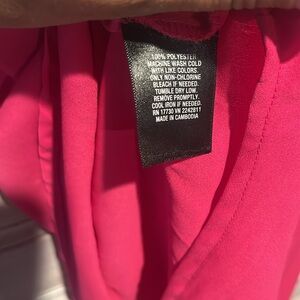 100% POLYESTER
MACHINE WASH COLD
WITH LIKE COLORS.
ONLY NON-CHLORINE
BLEACH IF NEEDED.
TUMBLE DRY LOW.
REMOVE PROMPTLY.
COOL IRON IF NEEDED.
RN 17730 VN 2242811
MADE IN CAMBODIA